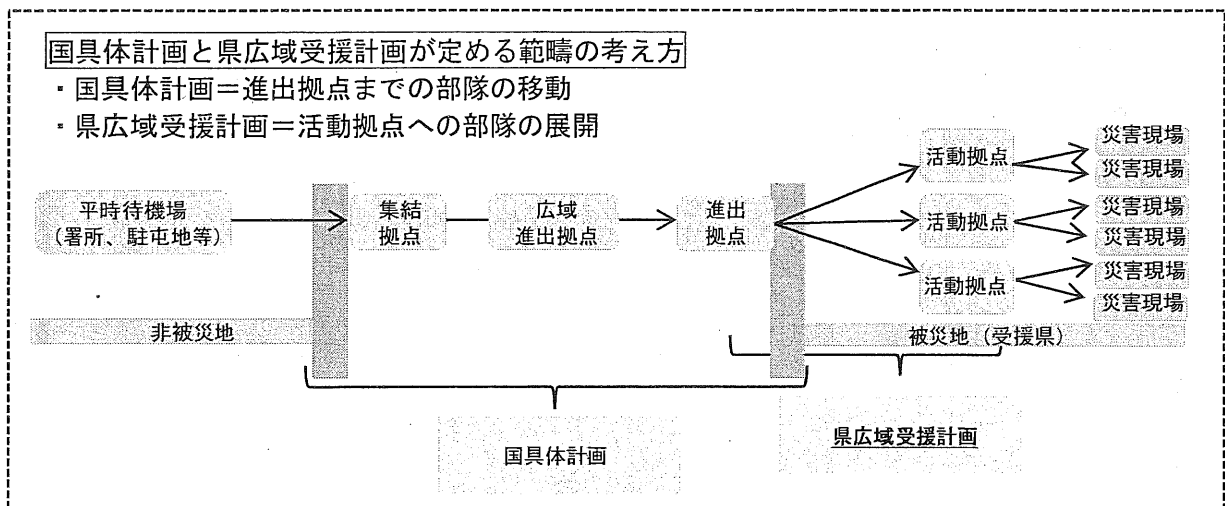 国具体計画と県広域受援計画が定める範疇の考え方
・国具体計画＝進出拠点までの部隊の移動
・県広域受援計画＝活動拠点への部隊の展開
平時待機場
（署所、駐屯地等）
集結
拠点
広域
進出拠点
進出
拠点
活動拠点
活動拠点
活動拠点
災害現場
災害現場
災害現場
災害現場
災害現場
災害現場
非被災地
被災地（受援県）
国具体計画
県広域受援計画